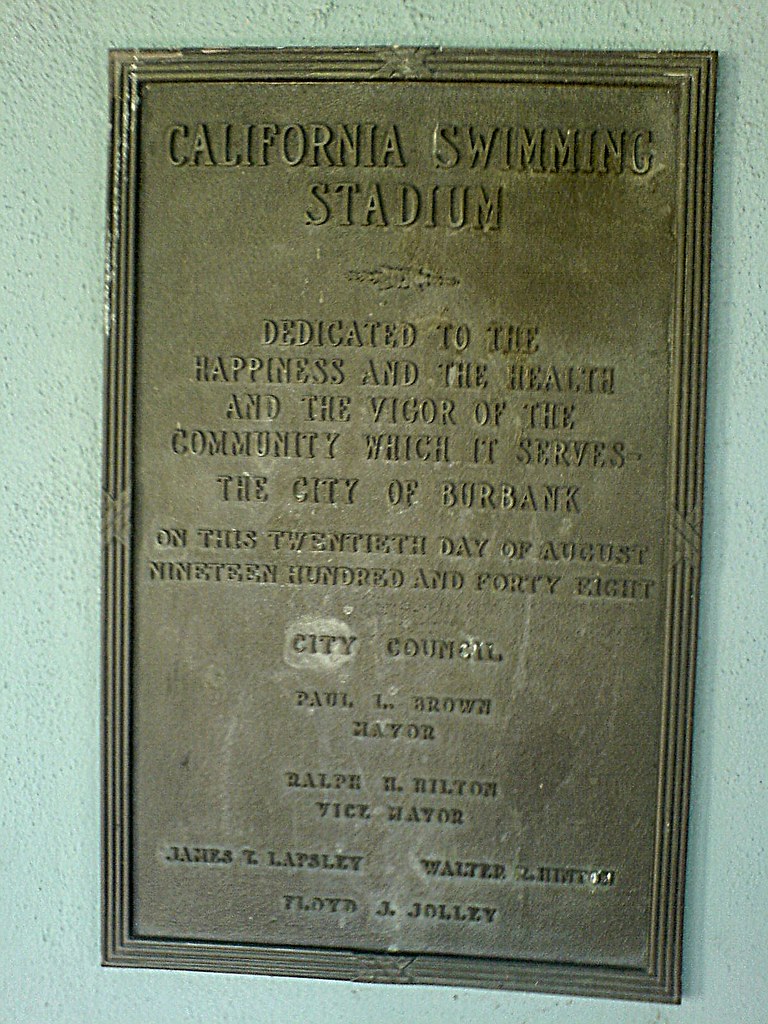 CALIFORNIA SWIMMING
STADIUM
DEDICATED TO THE
HAPPINESS AND THE HEALTH
AND THE VIGOR OF THE
COMMUNITY WHICH IT SERVES-
THE CITY OF BURBANK
ON THIS TWENTIETH DAY OF AUGUST
NINETEEN HUNDRED AND FORTY EIGHT
CITY COUNCIL
PAUL L. BROWN
MAYOR
RALPH H. HILTON
VICE MAYOR
JAMES T. LAPSLEY WALTER R. HINTON
FLOYD J. JOLLEY